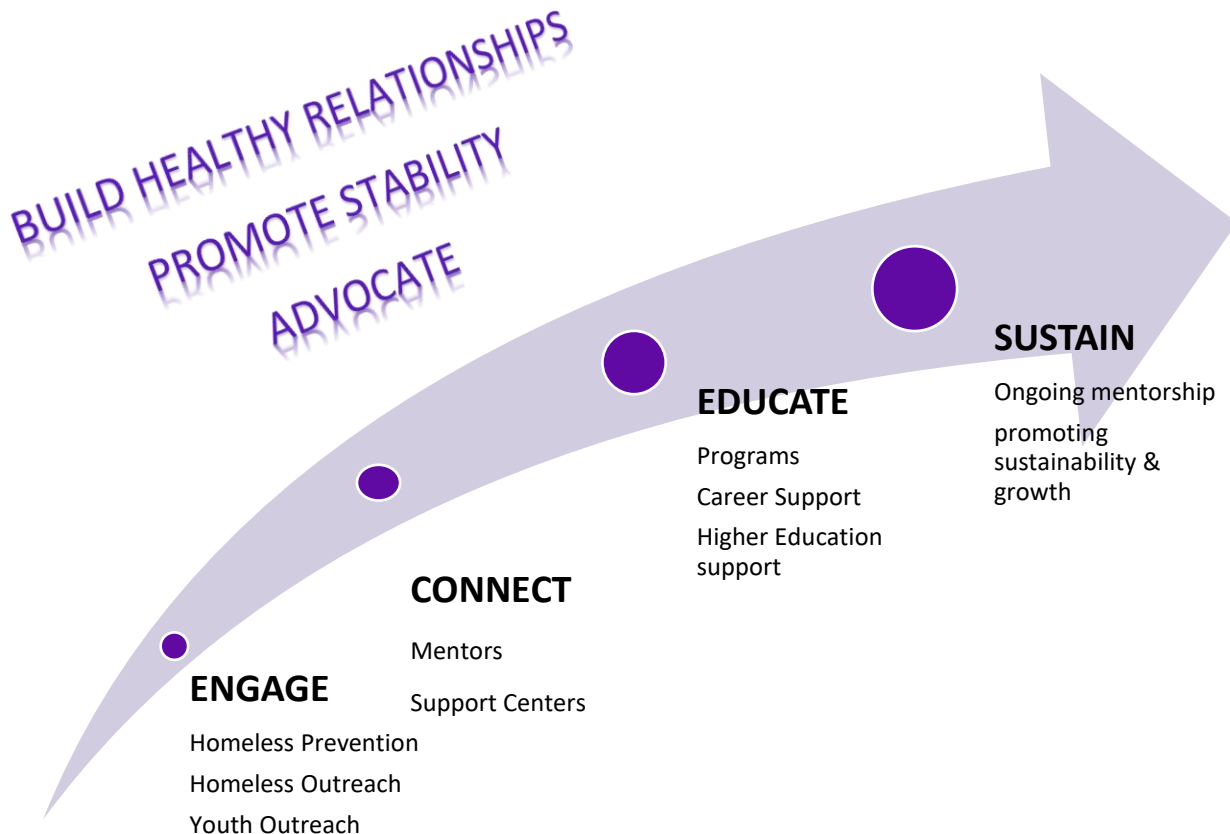 BUILD HEALTHY RELATIONSHIPS
PROMOTE STABILITY
ADVOCATE
ENGAGE
Homeless Prevention
Homeless Outreach
Youth Outreach
CONNECT
Mentors
Support Centers
EDUCATE
Programs
Career Support
Higher Education
support
SUSTAIN
Ongoing mentorship
promoting
sustainability &
growth